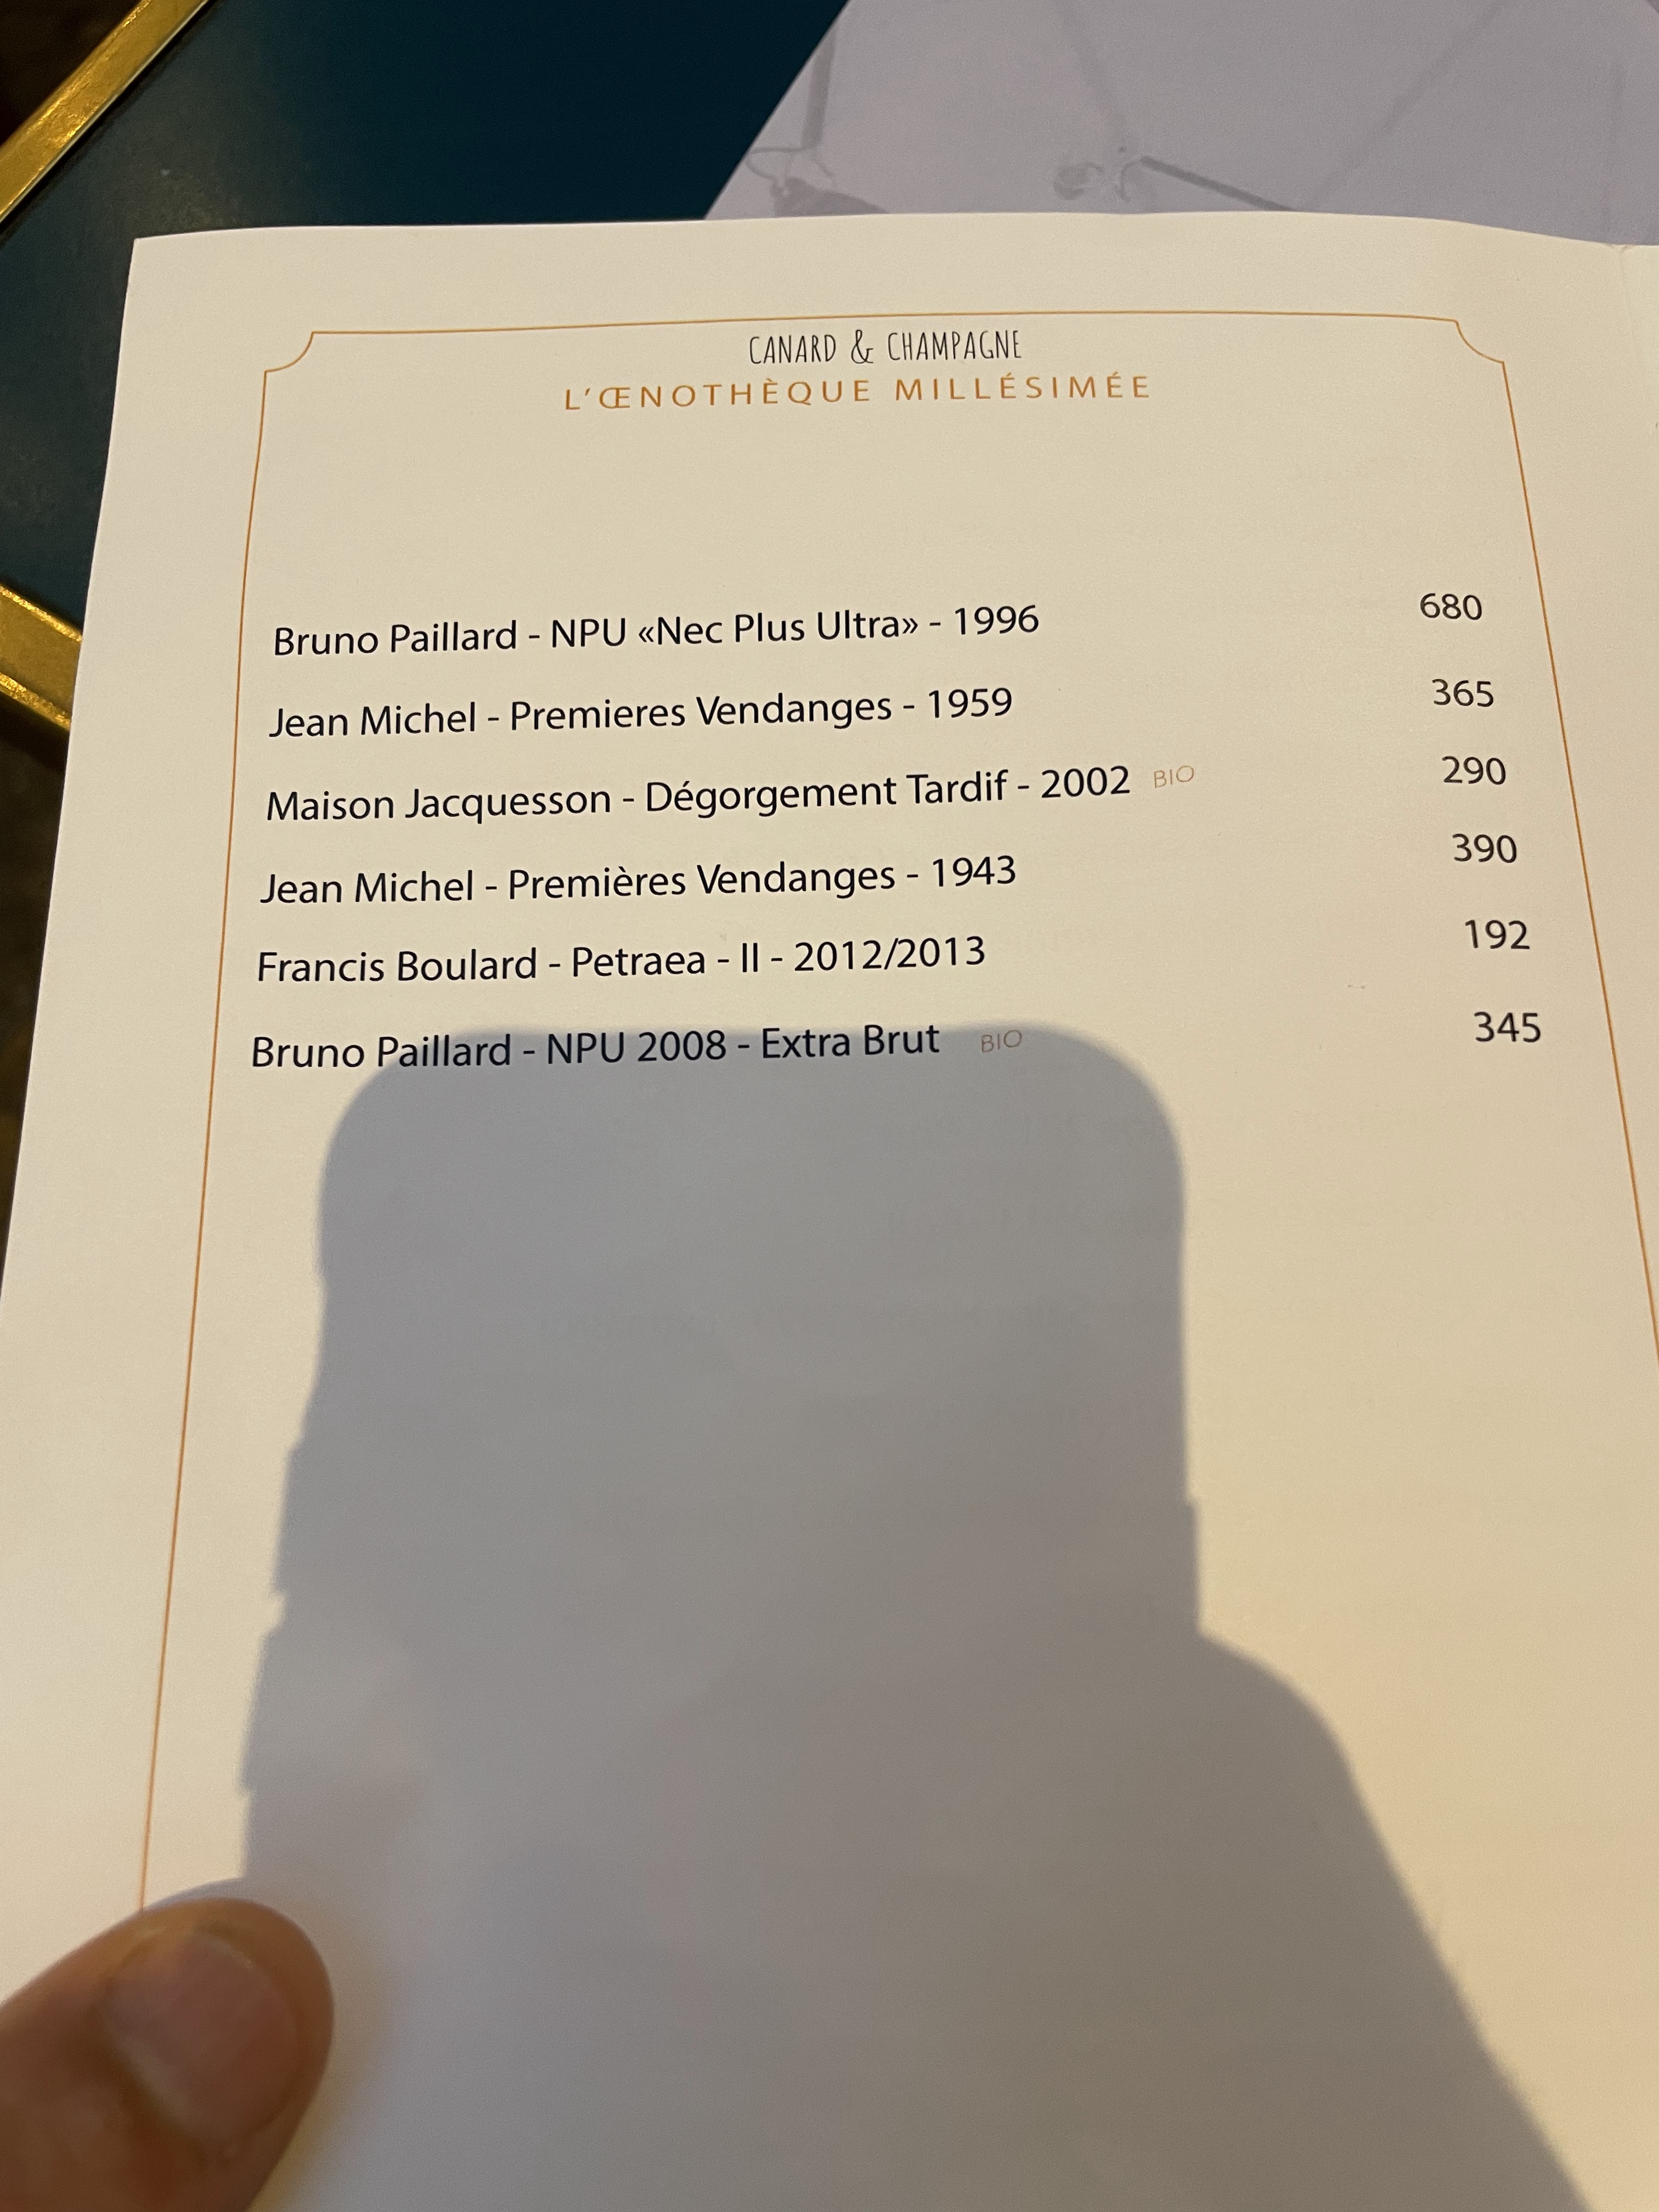 CANARD & CHAMPAGNE
L'ŒNOTHÈQUE MILLÉSIMÉE
Bruno Paillard - NPU «Nec Plus Ultra» - 1996 680
Jean Michel - Premieres Vendanges - 1959 365
Maison Jacquesson - Dégorgement Tardif - 2002 BIO 290
Jean Michel - Premières Vendanges - 1943 390
Francis Boulard - Petraea - II - 2012/2013 192
Bruno Paillard - NPU 2008 - Extra Brut BIO 345